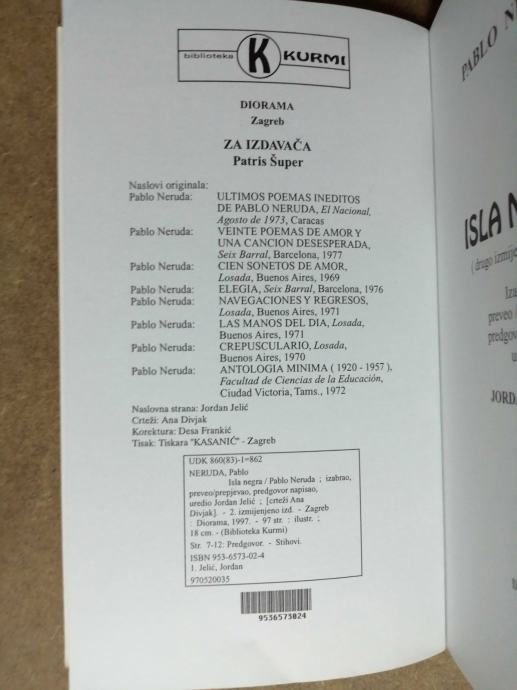 biblioteka K KURMI
DIORAMA
Zagreb
ZA IZDAVAČA
Patris Šuper
Naslovi originala:
Pablo Neruda: ULTIMOS POEMAS INEDITOS
DE PABLO NERUDA, El Nacional,
Agosto de 1973, Caracas
Pablo Neruda: VEINTE POEMAS DE AMOR Y
UNA CANCION DESESPERADA,
Seix Barral, Barcelona, 1977
Pablo Neruda: CIEN SONETOS DE AMOR,
Losada, Buenos Aires, 1969
Pablo Neruda: ELEGIA, Seix Barral, Barcelona, 1976
Pablo Neruda: NAVEGACIONES Y REGRESOS,
Losada, Buenos Aires, 1971
Pablo Neruda: LAS MANOS DEL DIA, Losada,
Buenos Aires, 1971
Pablo Neruda: CREPUSCULARIO, Losada,
Buenos Aires, 1970
Pablo Neruda: ANTOLOGIA MINIMA ( 1920 - 1957 ),
Facultad de Ciencias de la Educación,
Ciudad Victoria, Tams., 1972
Naslovna strana: Jordan Jelić
Crteži: Ana Divjak
Korektura: Desa Frankić
Tisak: Tiskara "KASANIĆ" - Zagreb
UDK 860(83)-1=862
NERUDA, Pablo
Isla negra / Pablo Neruda ; izabrao,
preveo/prepjevao, predgovor napisao,
uredio Jordan Jelić ; [crteži Ana
Divjak]. - 2. izmijenjeno izd. - Zagreb
: Diorama, 1997. - 97 str. : ilustr. ;
18 cm. - (Biblioteka Kurmi)
Str. 7-12: Predgovor. - Stihovi.
ISBN 953-6573-02-4
1. Jelić, Jordan
970520035
9536573024
PABLO N
ISLA N
( drugo izmije
Iza
preveo /
predgov
u
JORDA